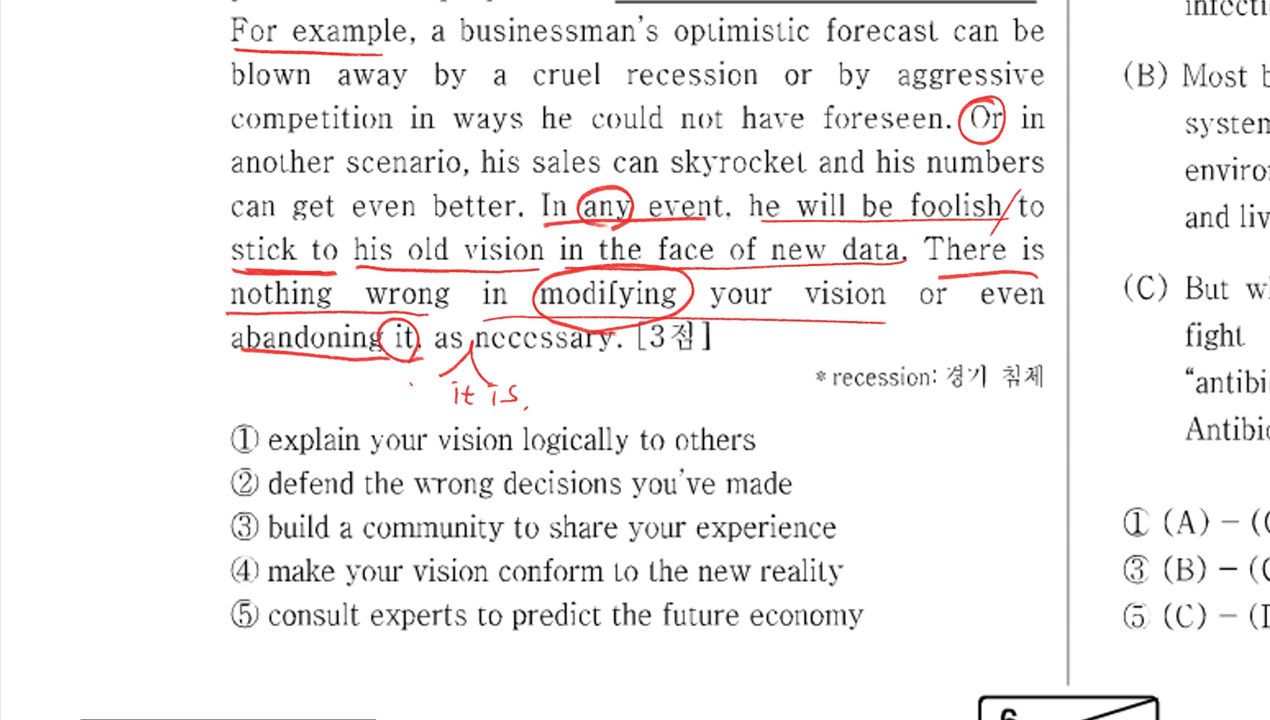 For example, a businessman's optimistic forecast can be
blown away by a cruel recession or by aggressive
competition in ways he could not have foreseen. Or in
another scenario, his sales can skyrocket and his numbers
can get even better. In any event, he will be foolish to
stick to his old vision in the face of new data. There is
nothing wrong in modifying your vision or even
abandoning it, as necessary. [3점]
it is.
*recession: 경기 침체
① explain your vision logically to others
② defend the wrong decisions you've made
③ build a community to share your experience
④ make your vision conform to the new reality
⑤ consult experts to predict the future economy
(B) Most
system
and
(C) But
fight
① (A) – (
③ (B) – (
⑤ (C) – (
6